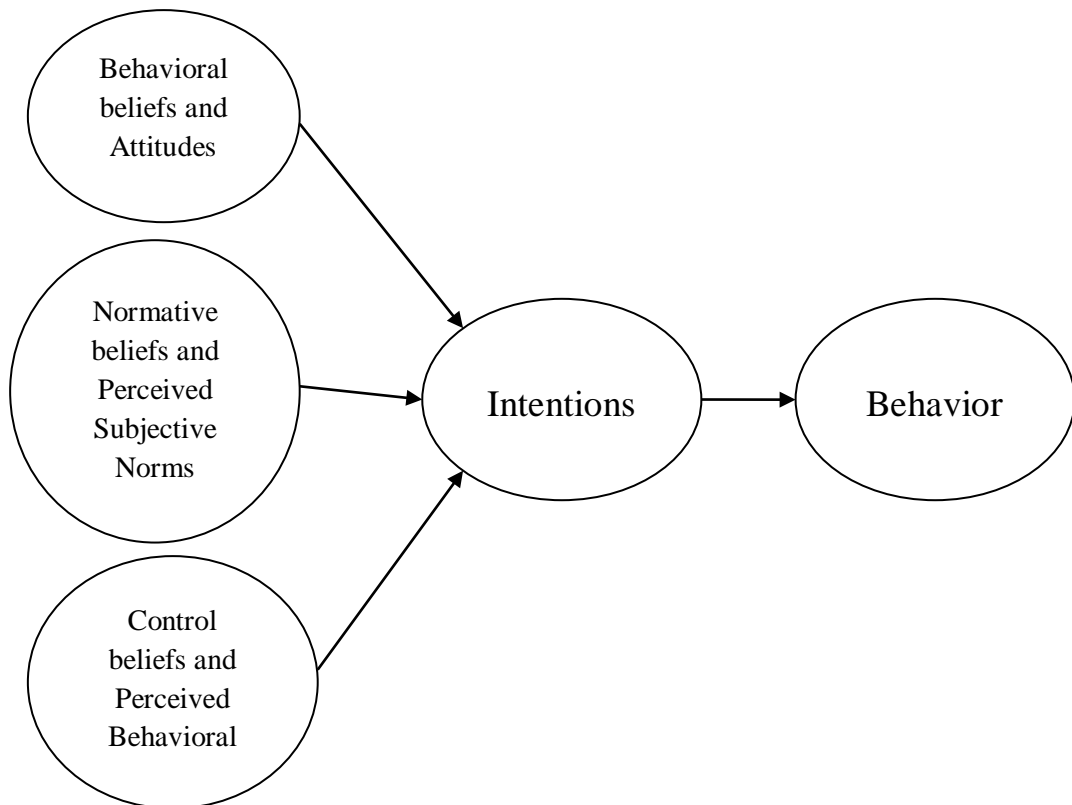 Behavioral
beliefs and
Attitudes
Normative
beliefs and
Perceived
Subjective
Norms
Intentions
Behavior
Control
beliefs and
Perceived
Behavioral